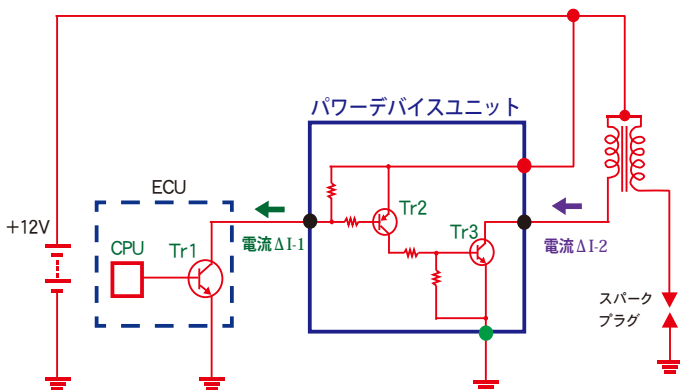 パワーデバイスユニット
ECU
+12V
CPU
Tr1
電流ΔI-1
Tr2
Tr3
電流ΔI-2
スパーク
プラグ